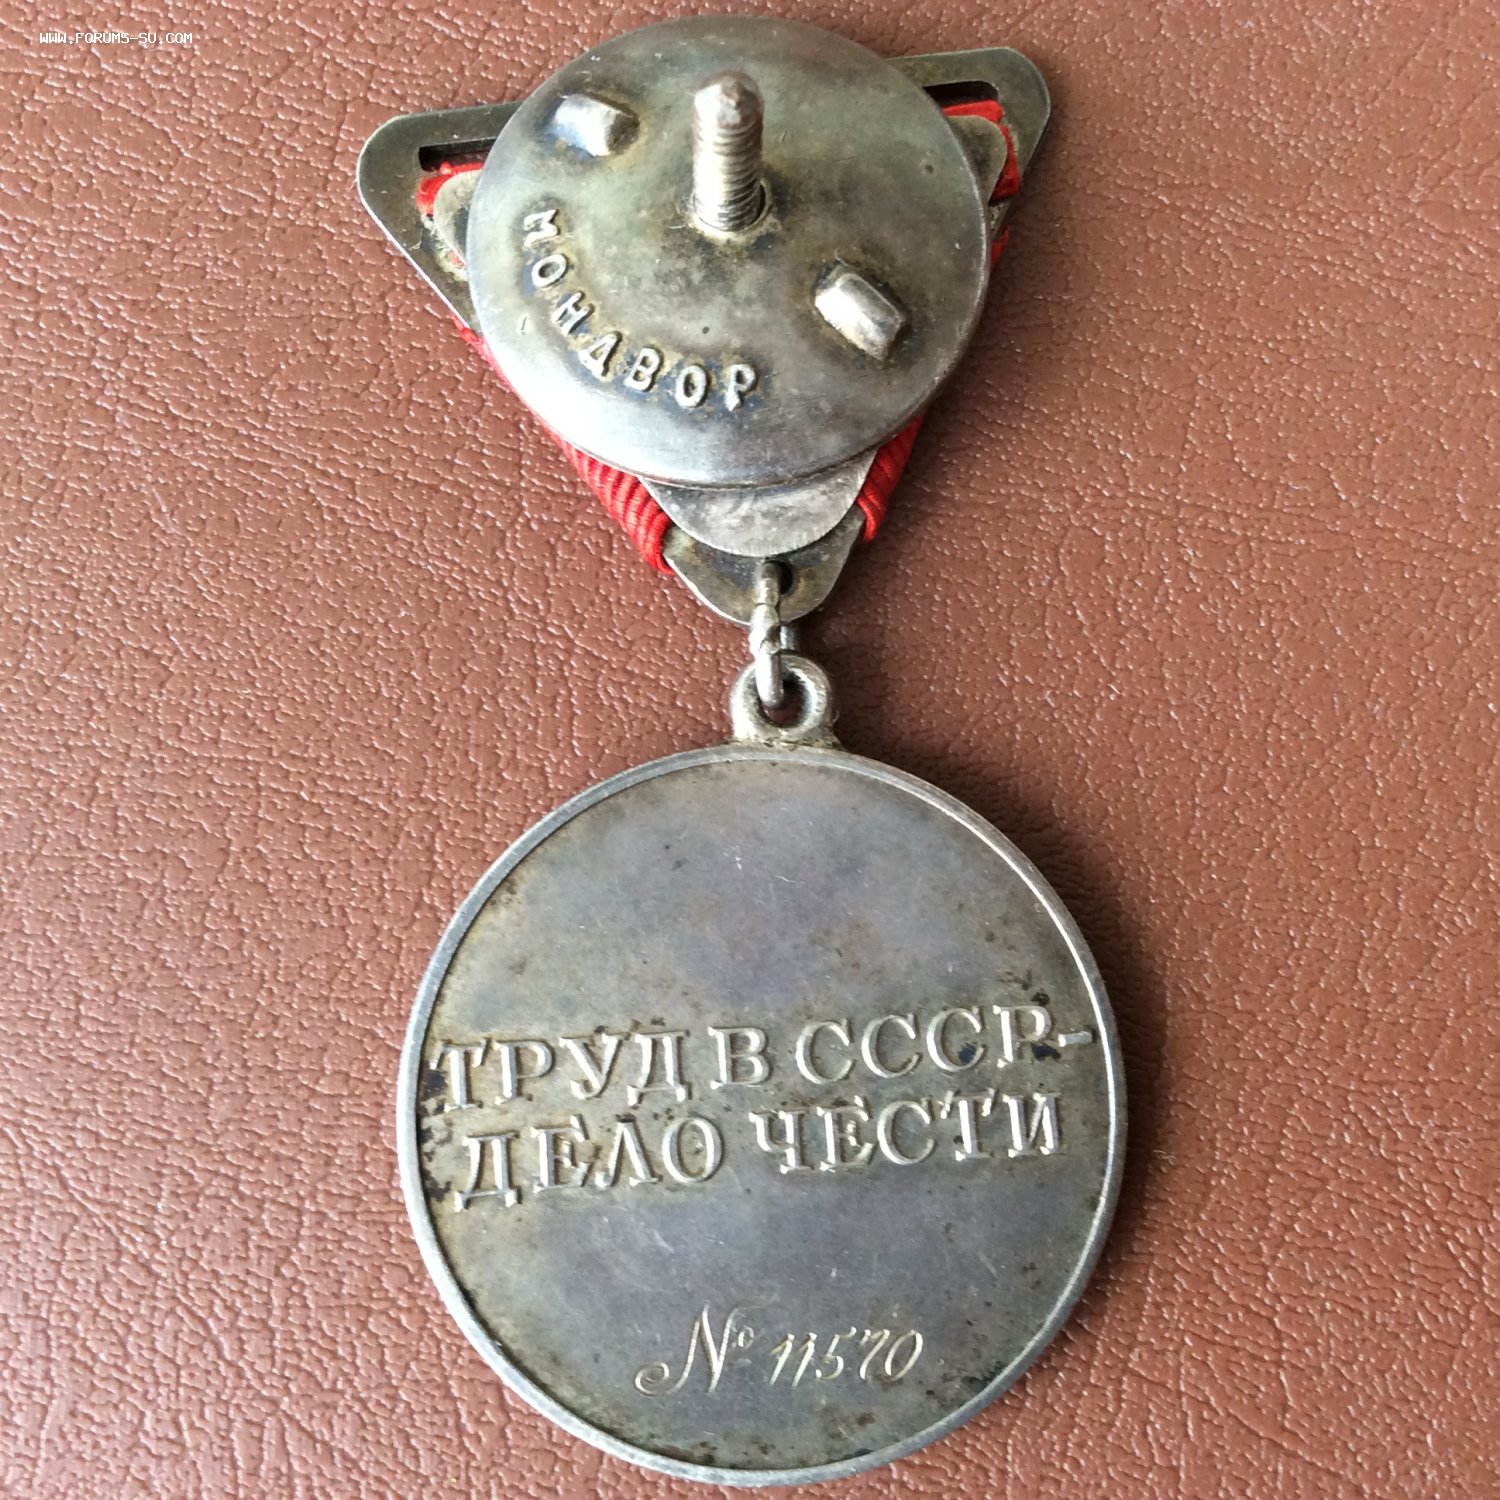 WWW.FORUMS-SU.COM
МОНДВОР
ТРУД В СССР-
ДЕЛО ЧЕСТИ
№ 11570